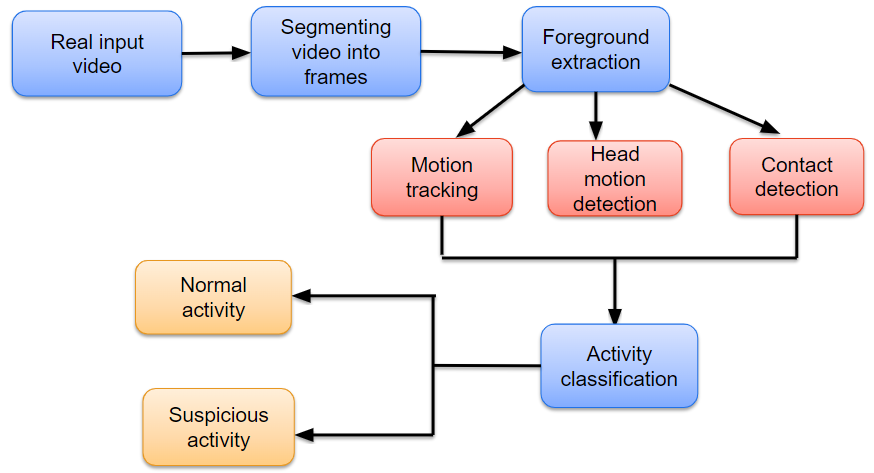 Real input
video
Segmenting
video into
frames
Foreground
extraction
Motion
tracking
Head
motion
detection
Contact
detection
Normal
activity
Activity
classification
Suspicious
activity